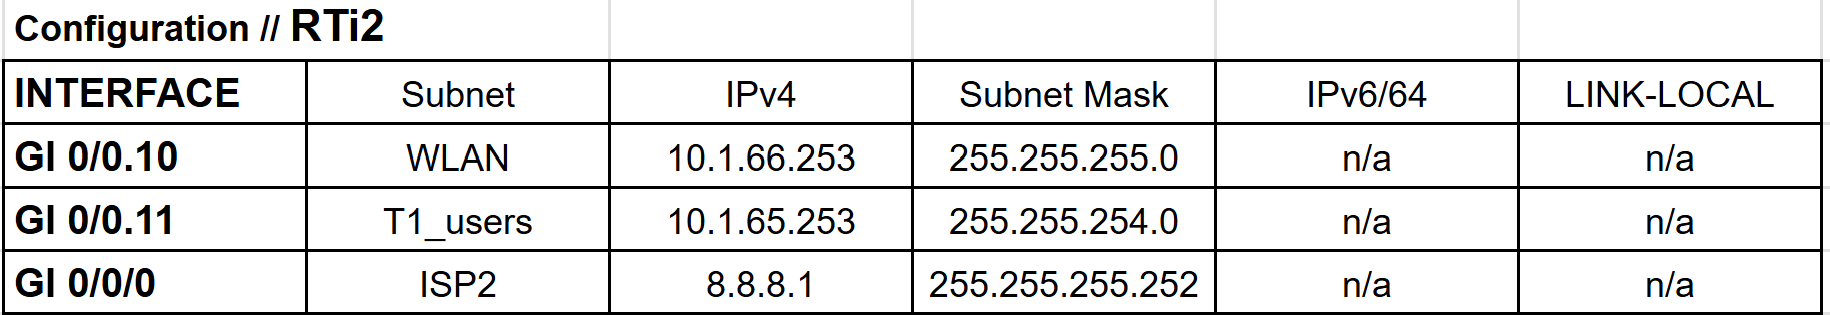 Configuration // RTi2
INTERFACE Subnet IPv4 Subnet Mask IPv6/64 LINK-LOCAL
GI 0/0.10 WLAN 10.1.66.253 255.255.255.0 n/a n/a
GI 0/0.11 T1_users 10.1.65.253 255.255.254.0 n/a n/a
GI 0/0/0 ISP2 8.8.8.1 255.255.255.252 n/a n/a